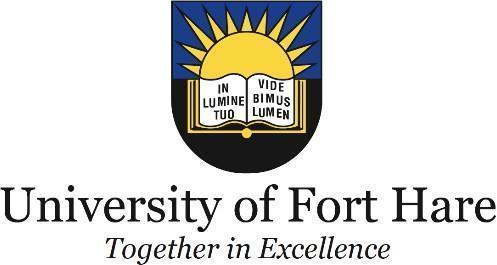 IN
LUMINE
TUO
VIDE
BIMUS
LUMEN
University of Fort Hare
Together in Excellence